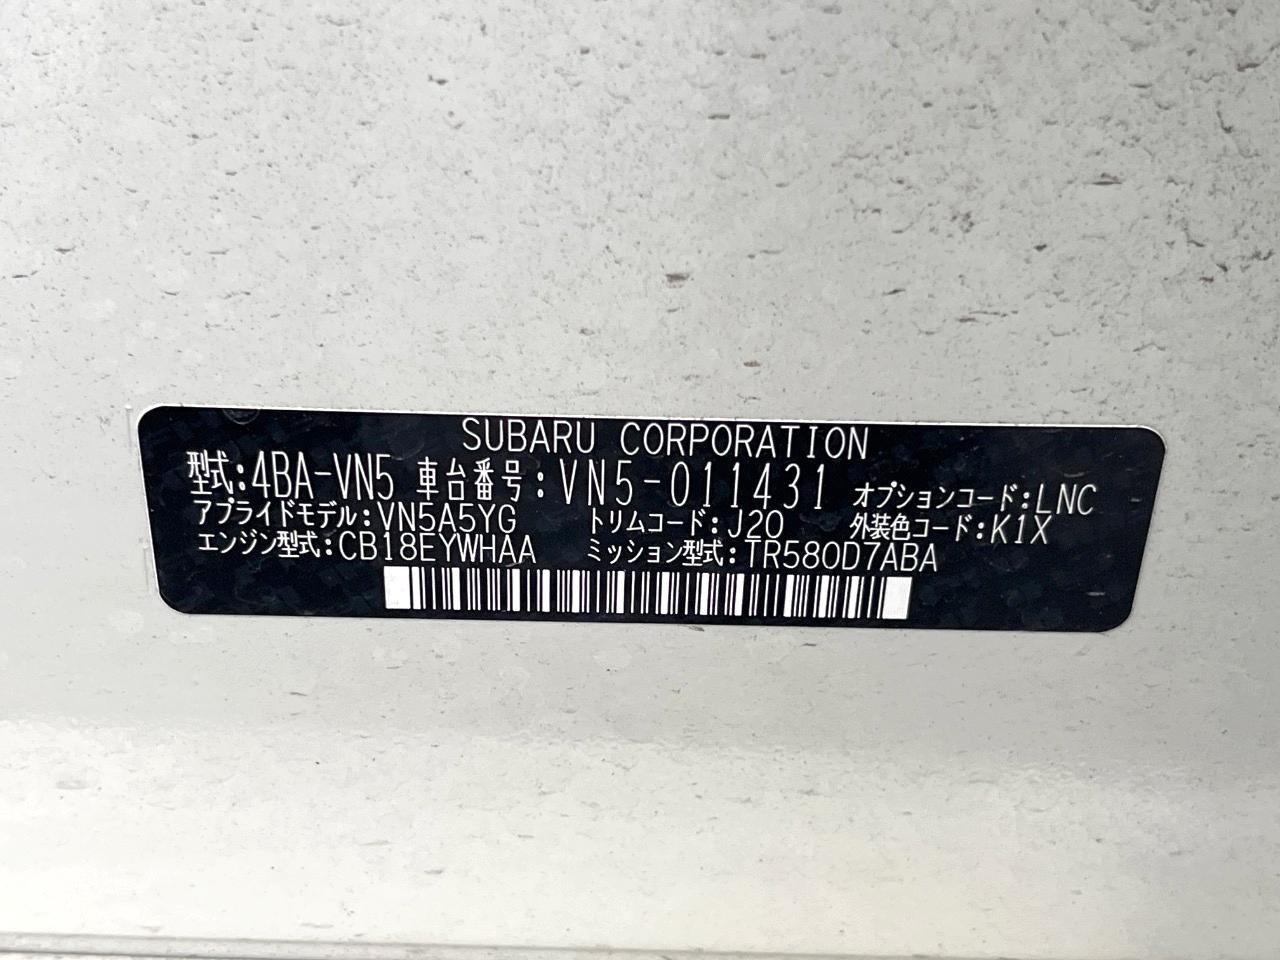 SUBARU CORPORATION
型式:4BA-VN5 車台番号:VN5-011431 オプションコード:LNC
アプライドモデル:VN5A5YG トリムコード:J20 外装色コード:K1X
エンジン型式:CB18EYWHAA ミッション型式:TR580D7ABA